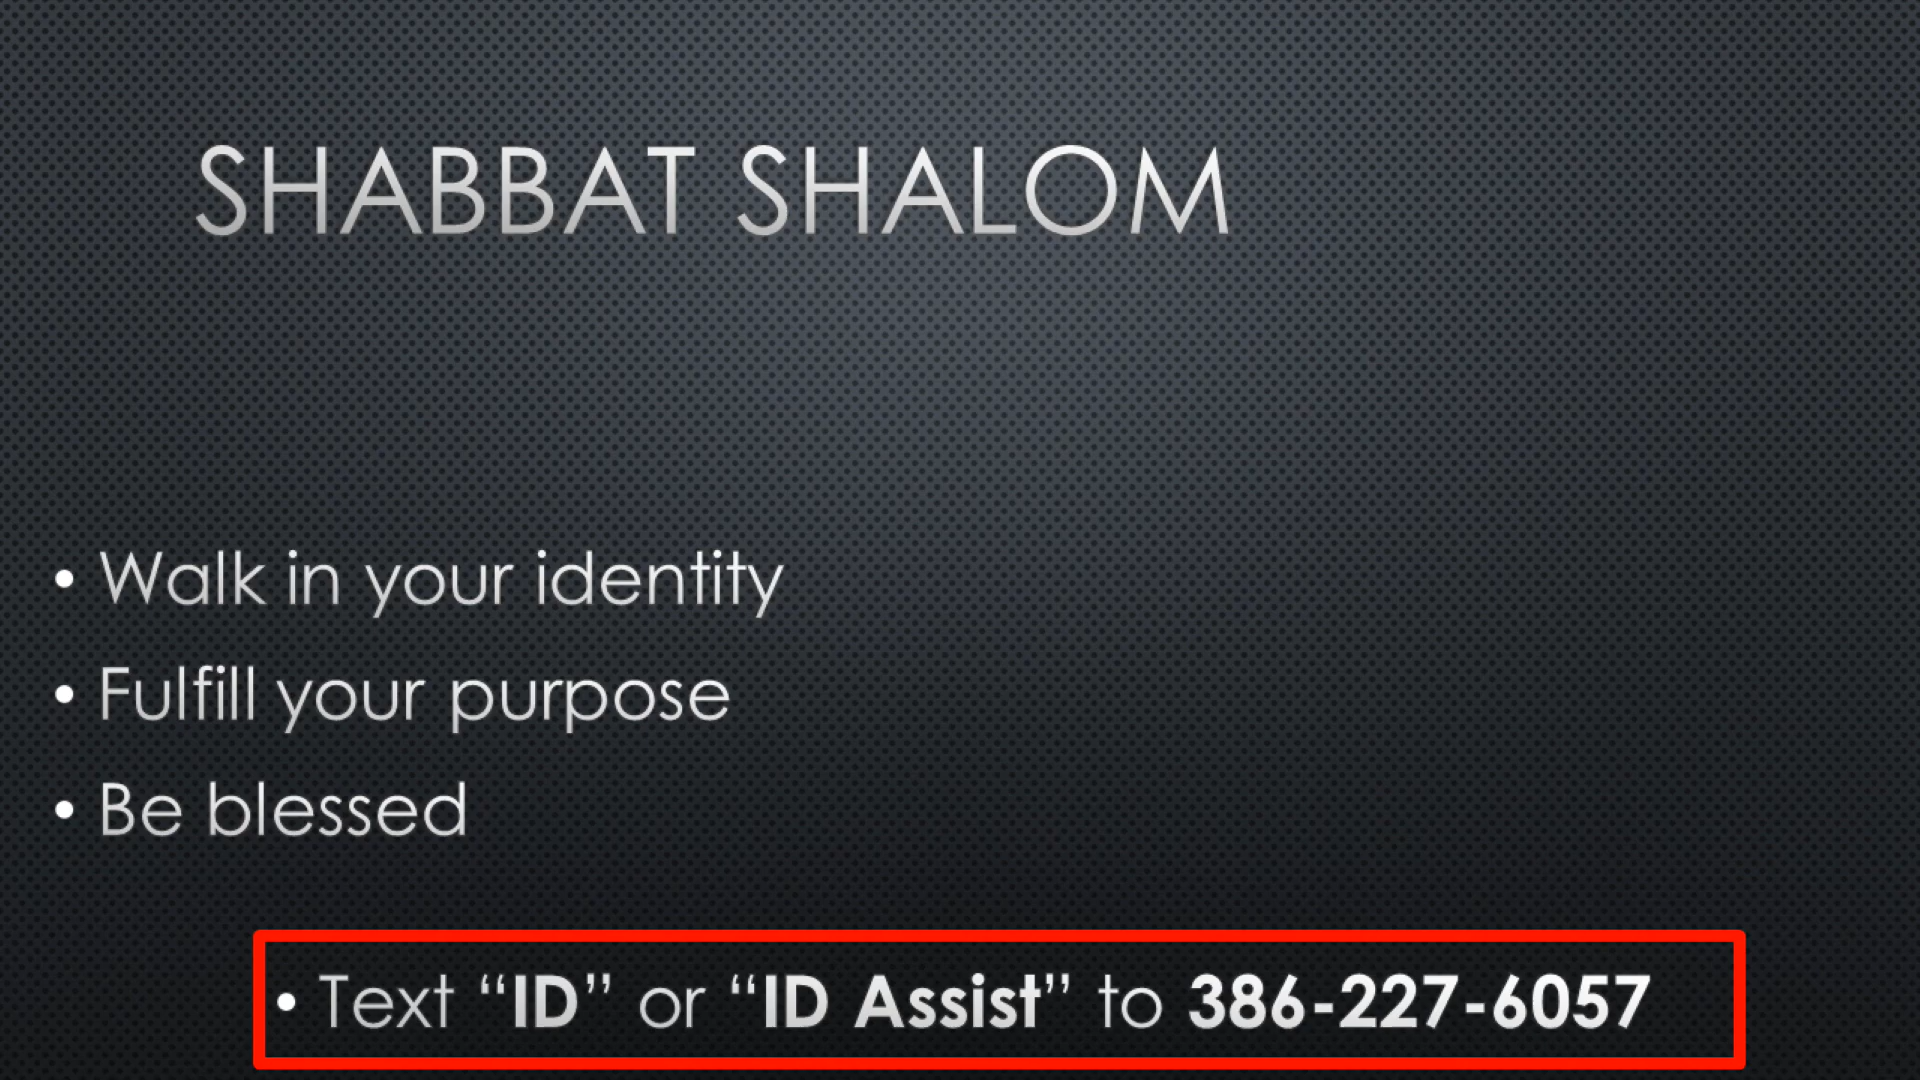 SHABBAT SHALOM
• Walk in your identity
• Fulfill your purpose
• Be blessed
• Text “ID” or “ID Assist” to 386-227-6057